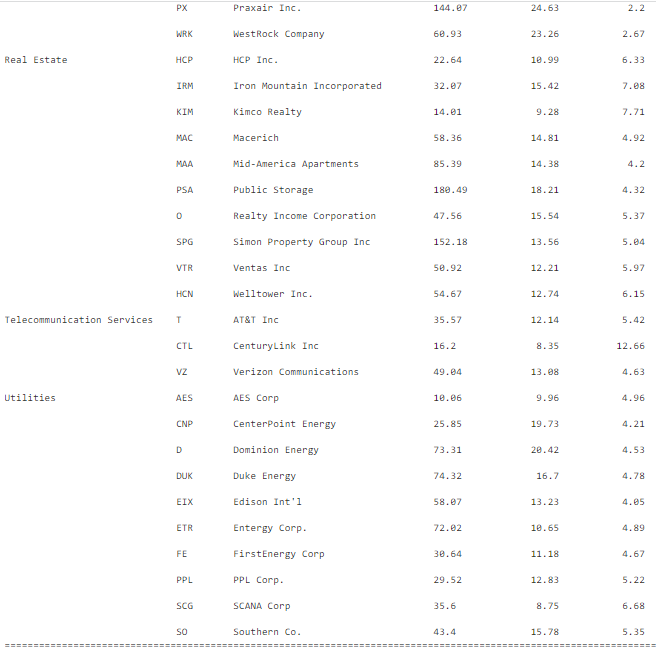 PX Praxair Inc. 144.07 24.63 2.2
WRK WestRock Company 60.93 23.26 2.67
Real Estate HCP HCP Inc. 22.64 10.99 6.33
IRM Iron Mountain Incorporated 32.07 15.42 7.08
KIM Kimco Realty 14.01 9.28 7.71
MAC Macerich 58.36 14.81 4.92
MAA Mid-America Apartments 85.39 14.38 4.2
PSA Public Storage 180.49 18.21 4.32
O Realty Income Corporation 47.56 15.54 5.37
SPG Simon Property Group Inc 152.18 13.56 5.04
VTR Ventas Inc 50.92 12.21 5.97
HCN Welltower Inc. 54.67 12.74 6.15
Telecommunication Services T AT&T Inc 35.57 12.14 5.42
CTL CenturyLink Inc 16.2 8.35 12.66
VZ Verizon Communications 49.04 13.08 4.63
Utilities AES AES Corp 10.06 9.96 4.96
CNP CenterPoint Energy 25.85 19.73 4.21
D Dominion Energy 73.31 20.42 4.53
DUK Duke Energy 74.32 16.7 4.78
EIX Edison Int'l 58.07 13.23 4.05
ETR Entergy Corp. 72.02 10.65 4.89
FE FirstEnergy Corp 30.64 11.18 4.67
PPL PPL Corp. 29.52 12.83 5.22
SCG SCANA Corp 35.6 8.75 6.68
SO Southern Co. 43.4 15.78 5.35